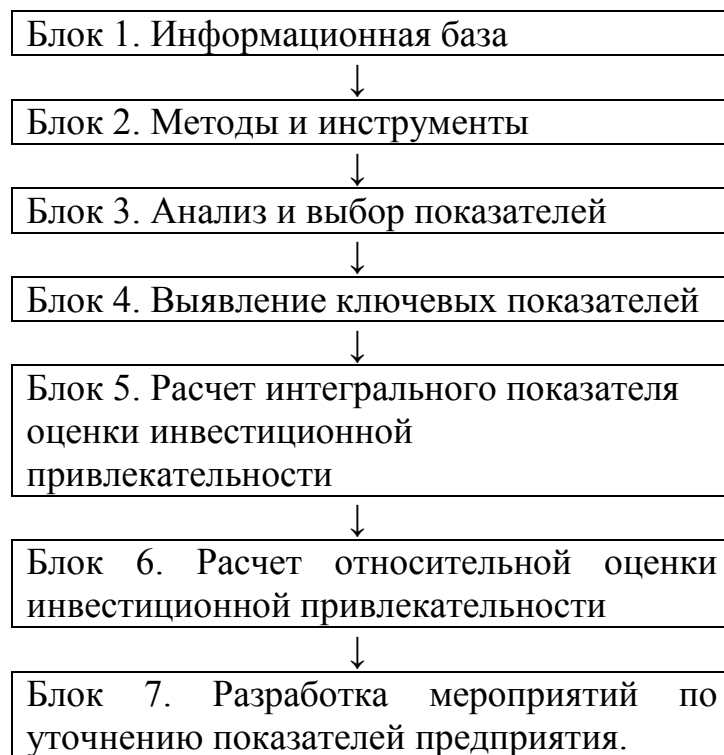 Блок 1. Информационная база
↓
Блок 2. Методы и инструменты
↓
Блок 3. Анализ и выбор показателей
↓
Блок 4. Выявление ключевых показателей
↓
Блок 5. Расчет интегрального показателя
оценки инвестиционной
привлекательности
↓
Блок 6. Расчет относительной оценки
инвестиционной привлекательности
↓
Блок 7. Разработка мероприятий по
уточнению показателей предприятия.